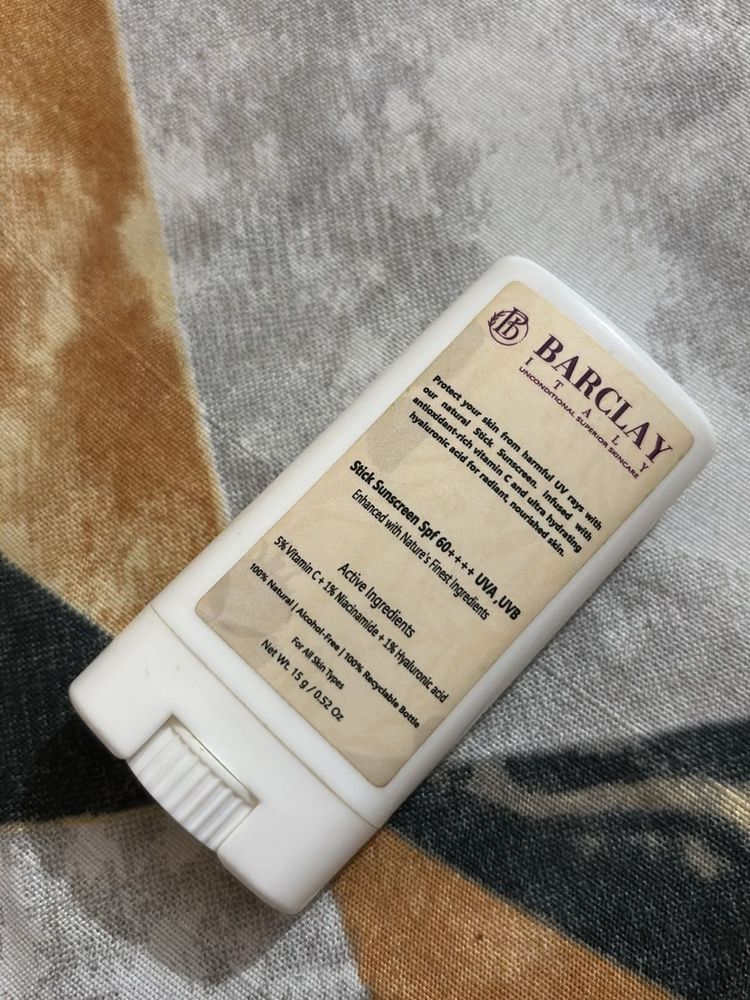 BARCLAY
ITALY
UNCONDITIONAL SUPERIOR SKINCARE
Protect your skin from harmful UV rays with
our natural Stick Sunscreen. Infused with
antioxidant-rich vitamin C and ultra hydrating
hyaluronic acid for radiant, nourished skin.
Stick Sunscreen Spf 60++++ UVA ,UVB
Enhanced with Nature's Finest Ingredients
Active Ingredients
5% Vitamin C + 1% Niacinamide + 1% Hyaluronic acid
100% Natural | Alcohol-Free | 100% Recyclable Bottle
For All Skin Types
Net Wt. 15 g / 0.52 Oz